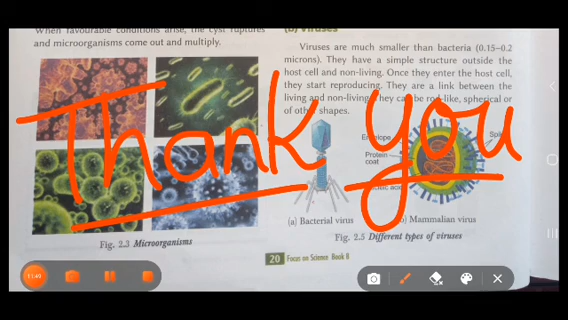 When favourable conditions arise, the cyst ruptures
and microorganisms come out and multiply.
(b) Viruses
Viruses are much smaller than bacteria (0.15–0.2
microns). They have a simple structure outside the
host cell and non-living. Once they enter the host cell,
they start reproducing. They are a link between the
living and non-living. They can be rod-like, spherical or
of other shapes.
Thank you
Envelope
Protein
coat
Nucleic acid
(a) Bacterial virus
(b) Mammalian virus
Fig. 2.3 Microorganisms
Fig. 2.5 Different types of viruses
20 Focus on Science Book II
11:49